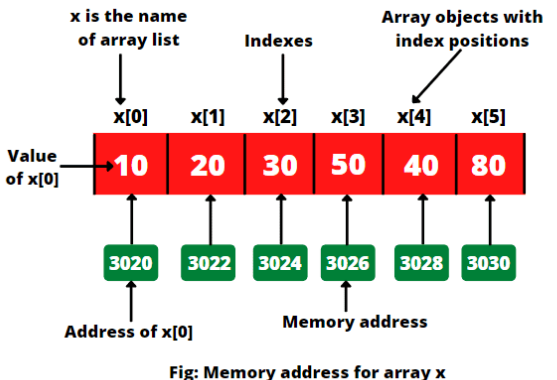 x is the name
of array list
Indexes
Array objects with
index positions
x[0] x[1] x[2] x[3] x[4] x[5]
Value
of x[0]
10 20 30 50 40 80
3020 3022 3024 3026 3028 3030
Address of x[0]
Memory address
Fig: Memory address for array x